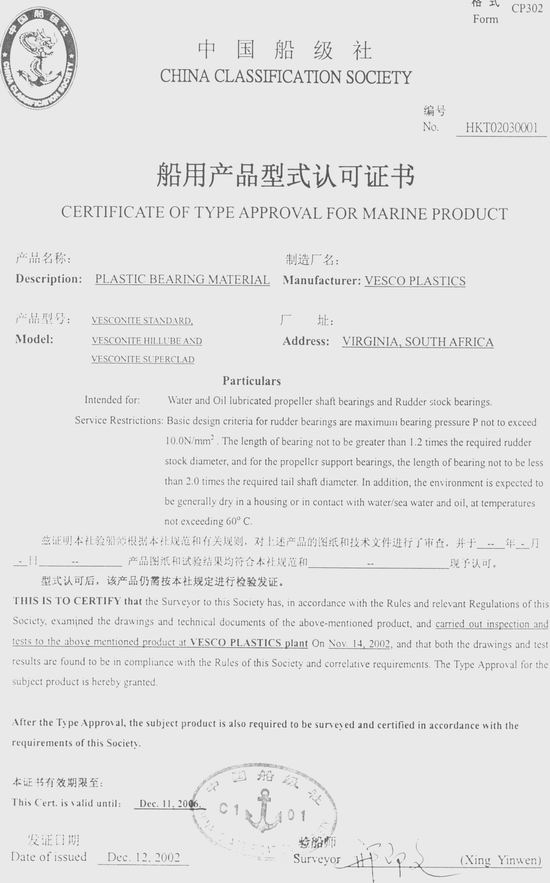 格 式 CP302
Form
中国船级社
CHINA CLASSIFICATION SOCIETY
中 国 船 级 社
CHINA CLASSIFICATION SOCIETY
编号
No. HKT02030001
船用产品型式认可证书
CERTIFICATE OF TYPE APPROVAL FOR MARINE PRODUCT
产品名称: 制造厂名:
Description: PLASTIC BEARING MATERIAL Manufacturer: VESCO PLASTICS
产品型号: VESCONITE STANDARD, 厂 址:
Model: VESCONITE HILUBE AND Address: VIRGINIA, SOUTH AFRICA
VESCONITE SUPERCLAD
Particulars
Intended for: Water and Oil lubricated propeller shaft bearings and Rudder stock bearings.
Service Restrictions: Basic design criteria for rudder bearings are maximum bearing pressure P not to exceed
10.0N/mm². The length of bearing not to be greater than 1.2 times the required rudder
stock diameter, and for the propeller support bearings, the length of bearing not to be less
than 2.0 times the required tail shaft diameter. In addition, the environment is expected to
be generally dry in a housing or in contact with water/sea water and oil, at temperatures
not exceeding 60° C.
兹证明本社验船师根据本社规范和有关规则, 对上述产品的图纸和技术文件进行了审查, 并于 -- 年 - 月
- 日 -- 产品图纸和试验结果均符合本社规范和 -- 现予认可。
型式认可后, 该产品仍需按本社规定进行检验发证。
THIS IS TO CERTIFY that the Surveyor to this Society has, in accordance with the Rules and relevant Regulations of this
Society, examined the drawings and technical documents of the above-mentioned product, and carried out inspection and
tests to the above mentioned product at VESCO PLASTICS plant On Nov. 14, 2002, and that both the drawings and test
results are found to be in compliance with the Rules of this Society and correlative requirements. The Type Approval for the
subject product is hereby granted.
After the Type Approval, the subject product is also required to be surveyed and certified in accordance with the
requirements of this Society.
本证书有效期限至:
This Cert. is valid until: Dec. 11, 2006.
中国船级社
C1 101
发证日期 验船师
Date of issued Dec. 12, 2002 Surveyor (Xing Yinwen)